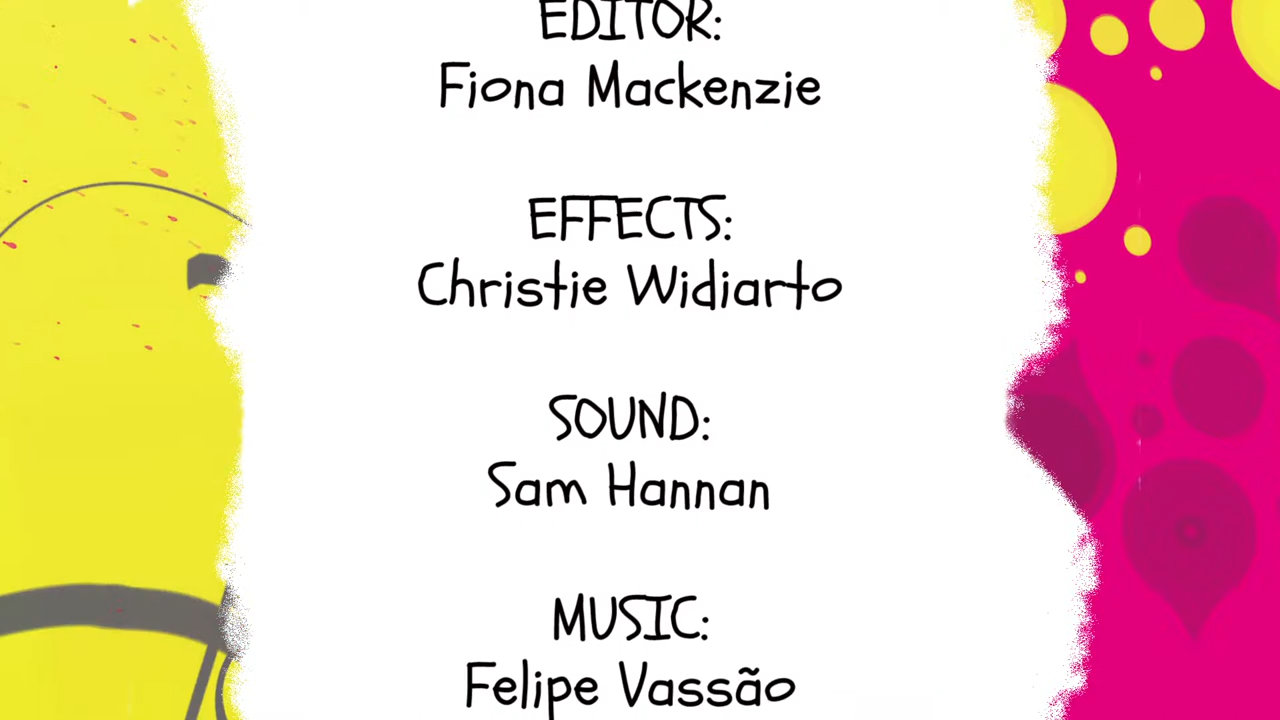 EDITOR:
Fiona Mackenzie
EFFECTS:
Christie Widiarto
SOUND:
Sam Hannan
MUSIC:
Felipe Vassão